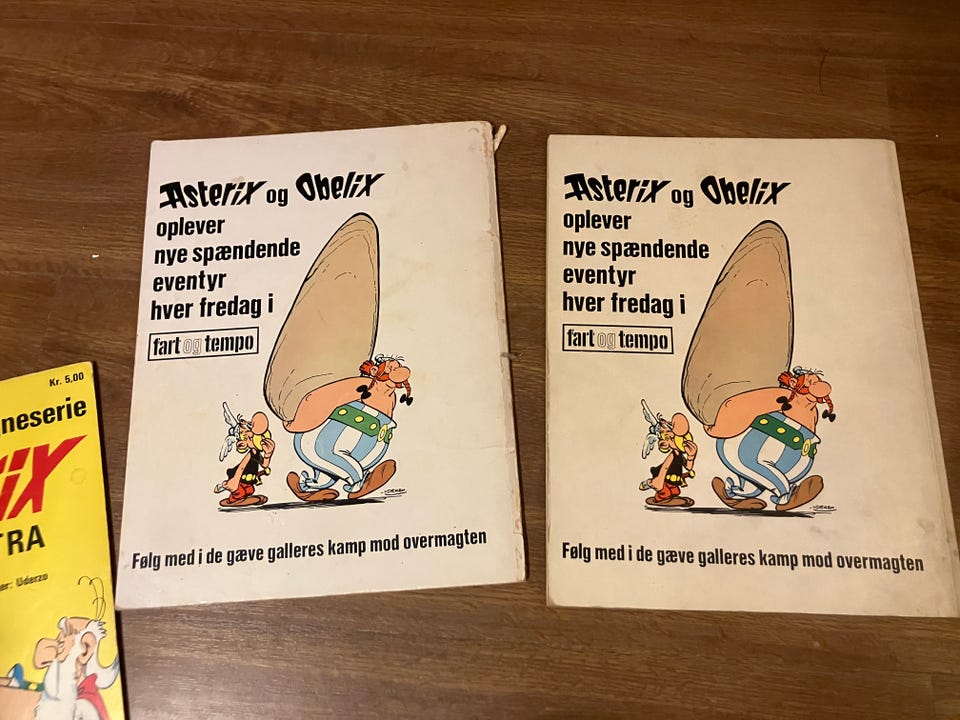 Asterix og Obelix
oplever
nye spændende
eventyr
hver fredag i
fart og tempo
Følg med i de gæve galleres kamp mod overmagten
Asterix og Obelix
oplever
nye spændende
eventyr
hver fredag i
fart og tempo
Følg med i de gæve galleres kamp mod overmagten
Kr. 5,00
neserie
ix
TRA
er: Uderzo